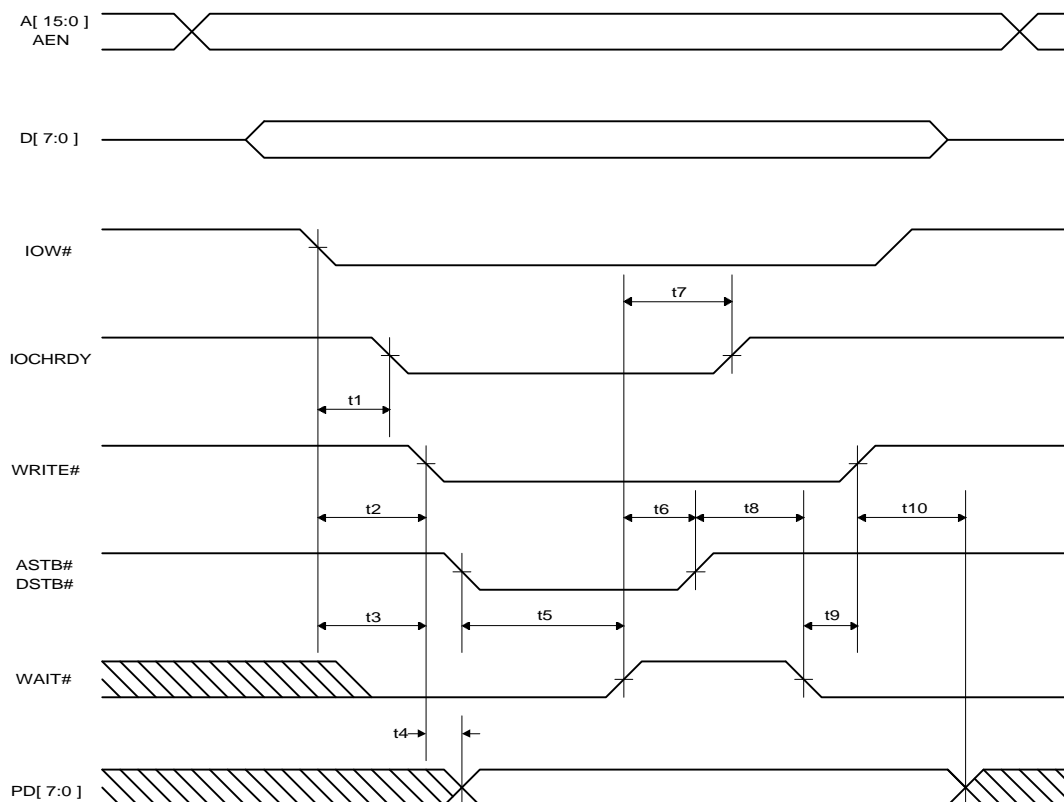 A[ 15:0 ]
AEN
D[ 7:0 ]
IOW#
t7
IOCHRDY
t1
WRITE#
t2
t6
t8
t10
ASTB#
DSTB#
t3
t5
t9
WAIT#
t4
PD[ 7:0 ]